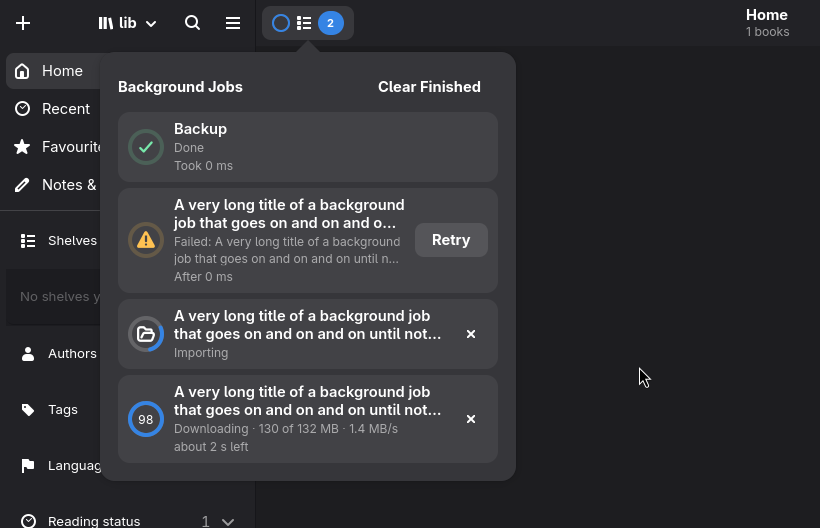 lib
2
Home
1 books
Home
Recent
Favourite
Notes &
Shelves
No shelves y
Authors
Tags
Languag
Reading status
1
Background Jobs
Clear Finished
Backup
Done
Took 0 ms
A very long title of a background
job that goes on and on and o...
Failed: A very long title of a background
job that goes on and on and on until n...
After 0 ms
Retry
A very long title of a background job
that goes on and on and on until not...
Importing
98
A very long title of a background job
that goes on and on and on until not...
Downloading · 130 of 132 MB · 1.4 MB/s
about 2 s left